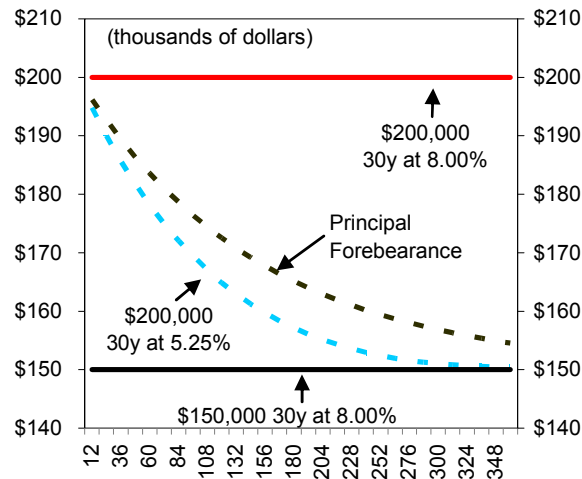 $210
$200
$190
$180
$170
$160
$150
$140
(thousands of dollars)
$200,000
30y at 8.00%
Principal
Forebearance
$200,000
30y at 5.25%
$150,000 30y at 8.00%
$210
$200
$190
$180
$170
$160
$150
$140
12 36 60 84 108 132 156 180 204 228 252 276 300 324 348